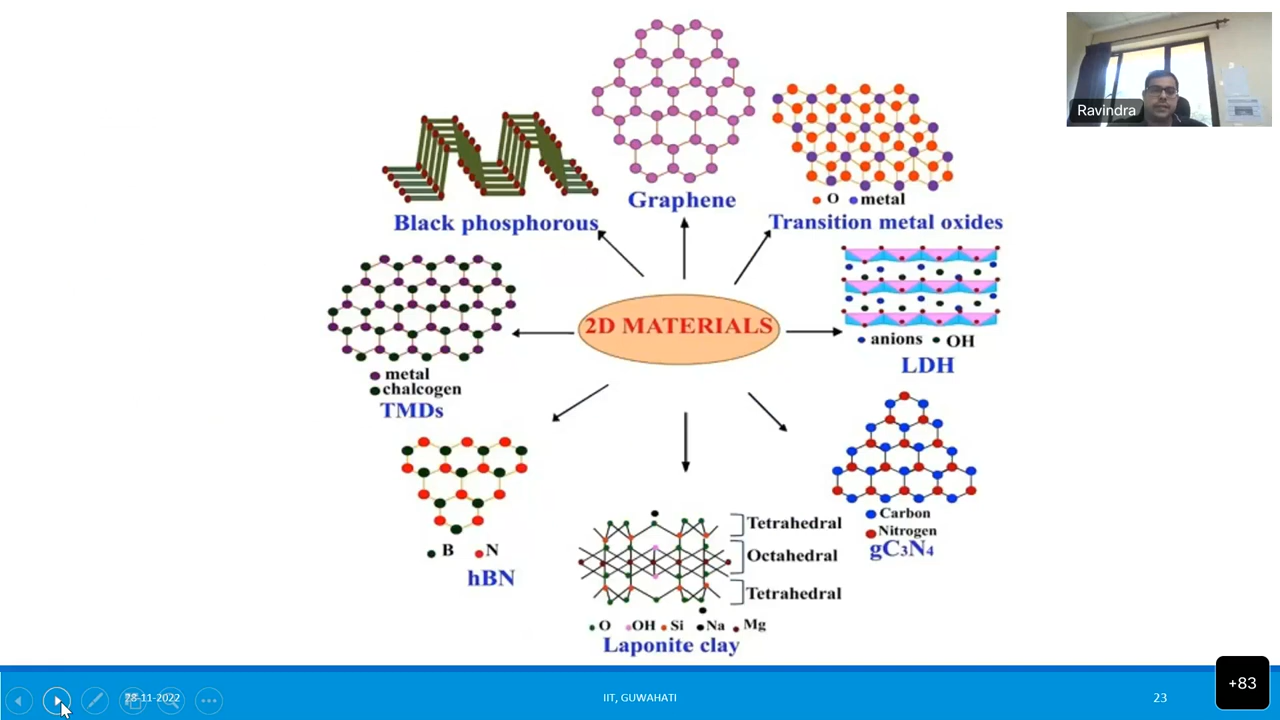 Ravindra
Graphene
O metal
Black phosphorous
Transition metal oxides
2D MATERIALS
anions OH
LDH
metal
chalcogen
TMDs
Carbon
Nitrogen
gC₃N₄
B N
hBN
Tetrahedral
Octahedral
Tetrahedral
O OH Si Na Mg
Laponite clay
28-11-2022
IIT, GUWAHATI
23
+83